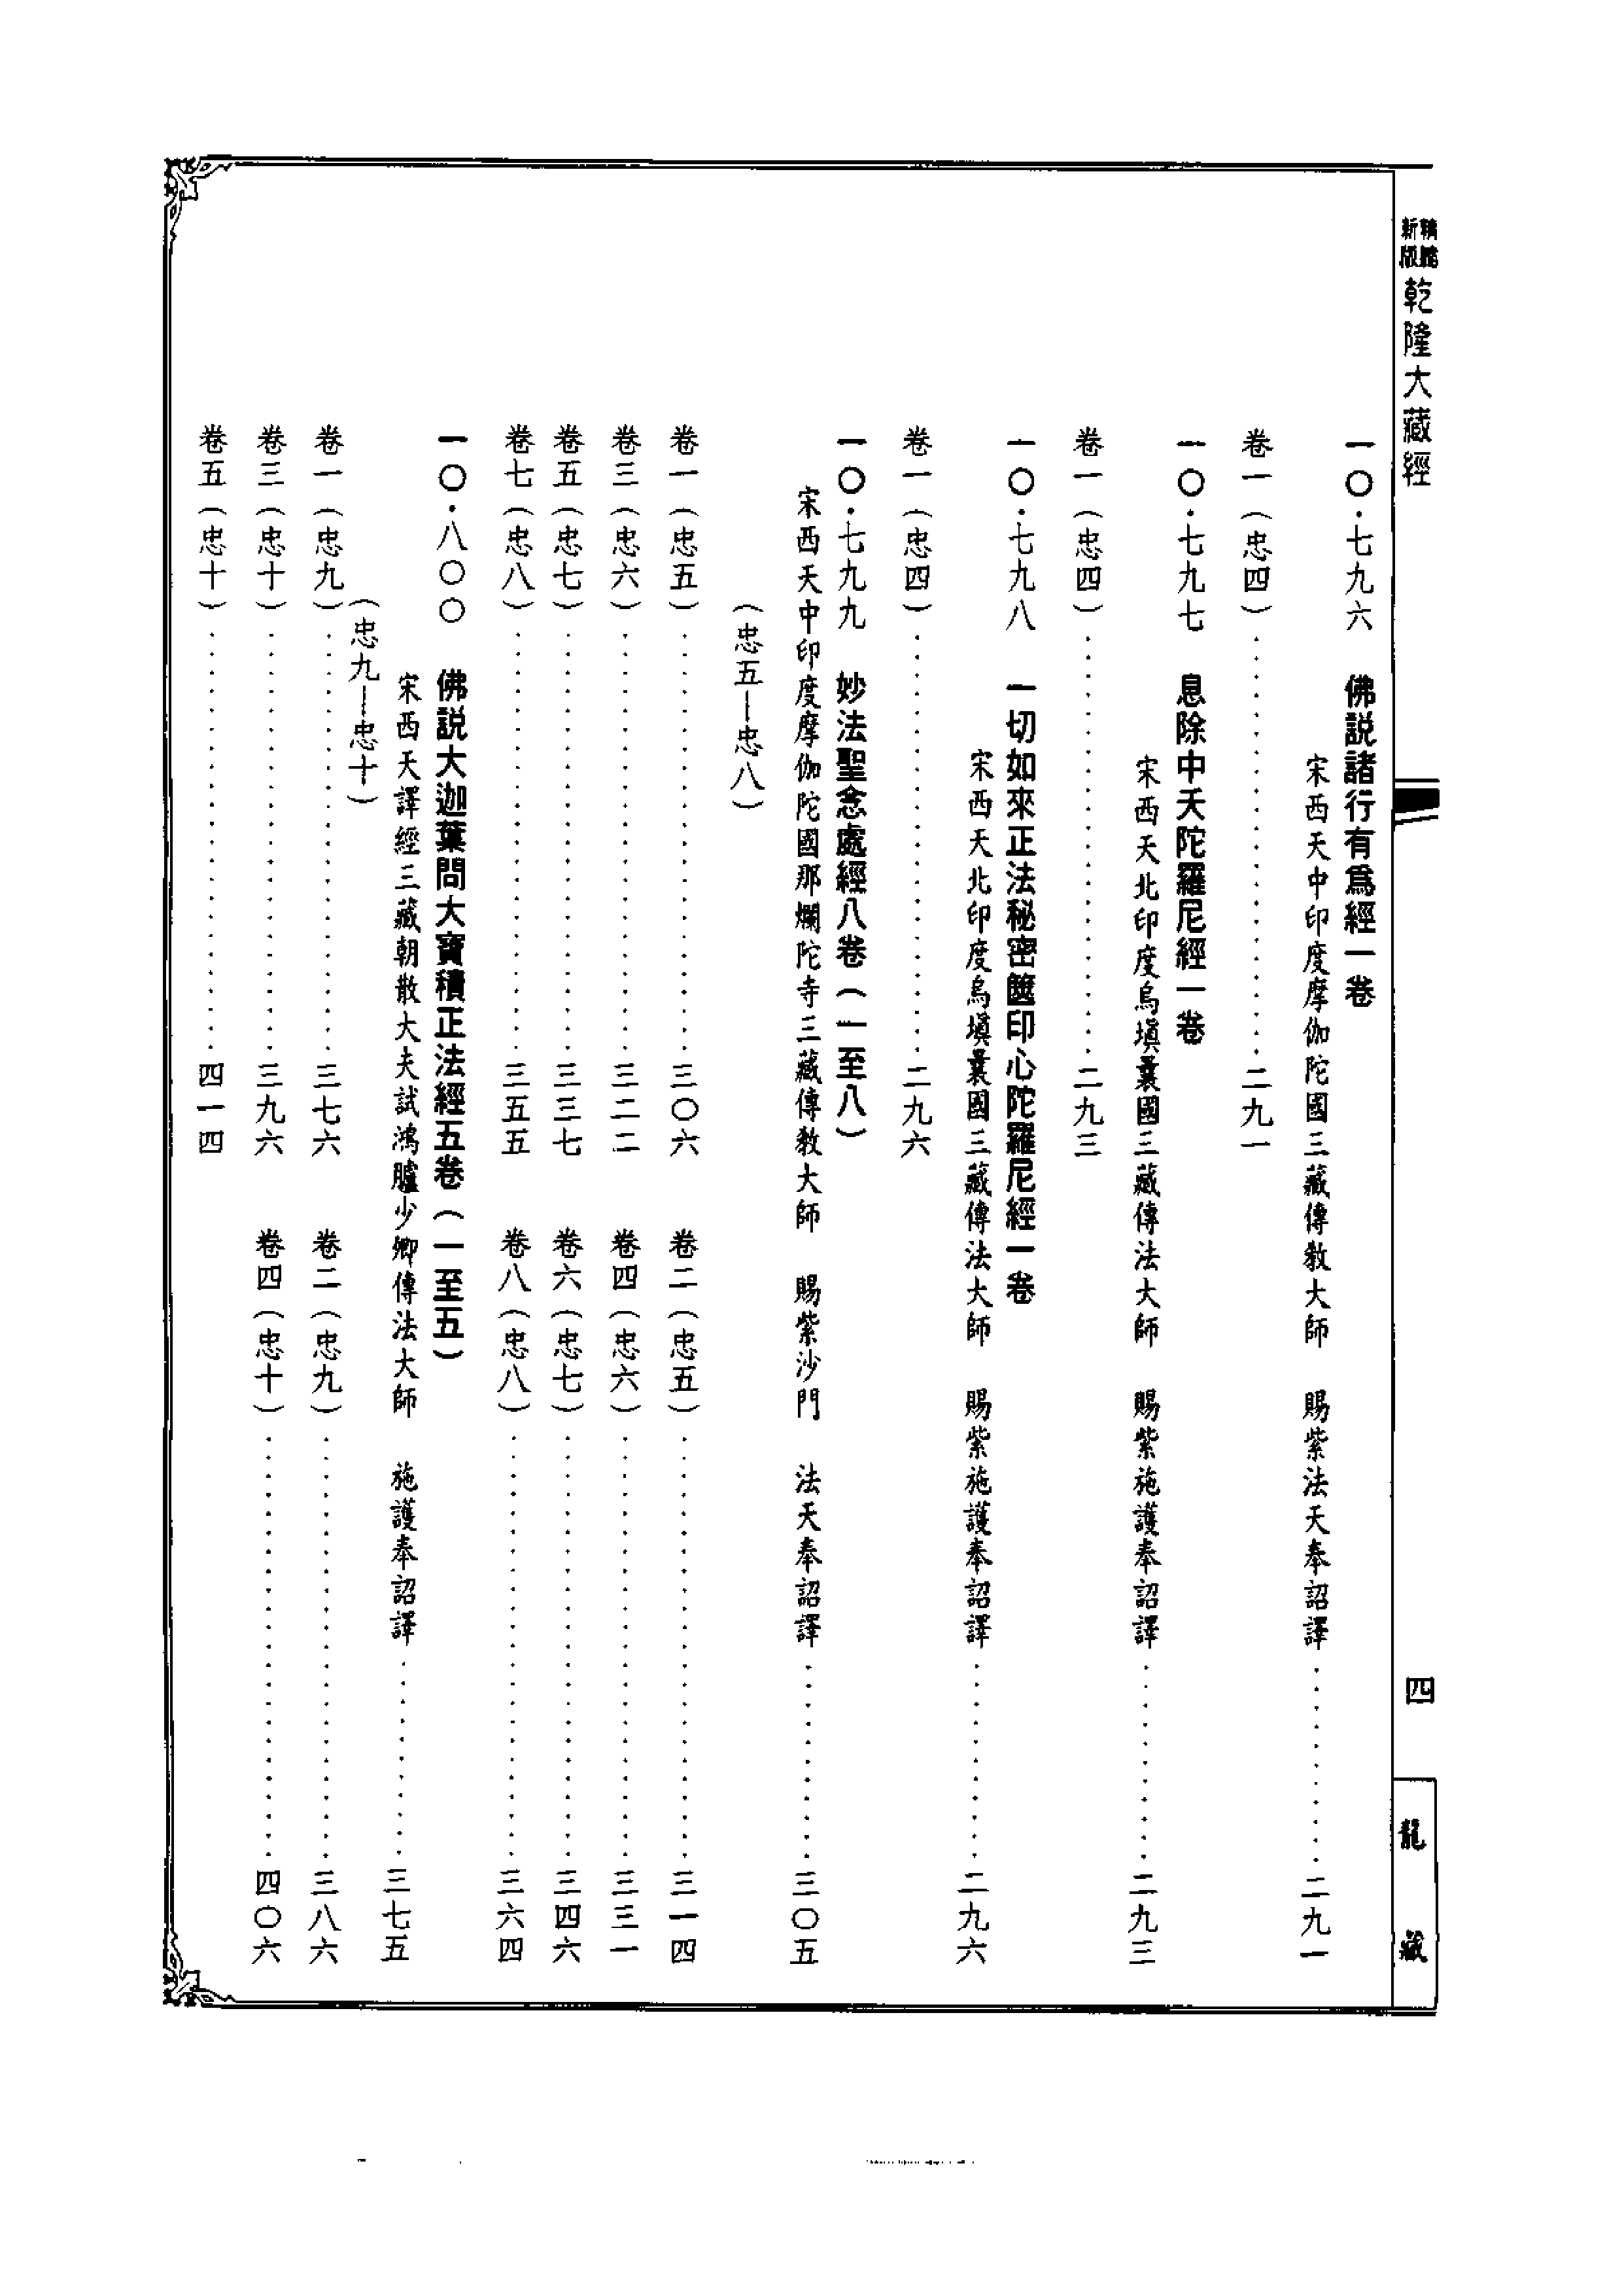 新版
乾隆大藏經
四
龍藏
一〇·七九六　佛説諸行有爲經一卷
宋西天中印度摩伽陀國三藏傳教大師　賜紫法天奉詔譯............二九一
卷一（忠四）......................二九一
一〇·七九七　息除中夭陀羅尼經一卷
宋西天北印度烏塡曩國三藏傳法大師　賜紫施護奉詔譯............二九三
卷一（忠四）......................二九三
一〇·七九八　一切如來正法秘密篋印心陀羅尼經一卷
宋西天北印度烏塡曩國三藏傳法大師　賜紫施護奉詔譯............二九六
卷一（忠四）......................二九六
一〇·七九九　妙法聖念處經八卷（一至八）
宋西天中印度摩伽陀國那爛陀寺三藏傳教大師　賜紫沙門　法天奉詔譯............三〇五
（忠五—忠八）
卷一（忠五）......................三〇六　卷二（忠五）......................三一四
卷三（忠六）......................三二二　卷四（忠六）......................三三一
卷五（忠七）......................三三七　卷六（忠七）......................三四六
卷七（忠八）......................三五五　卷八（忠八）......................三六四
一〇·八〇〇　佛説大迦葉問大寶積正法經五卷（一至五）
宋西天譯經三藏朝散大夫試鴻臚少卿傳法大師　施護奉詔譯............三七五
（忠九—忠十）
卷一（忠九）......................三七六　卷二（忠九）......................三八六
卷三（忠十）......................三九六　卷四（忠十）......................四〇六
卷五（忠十）......................四一四